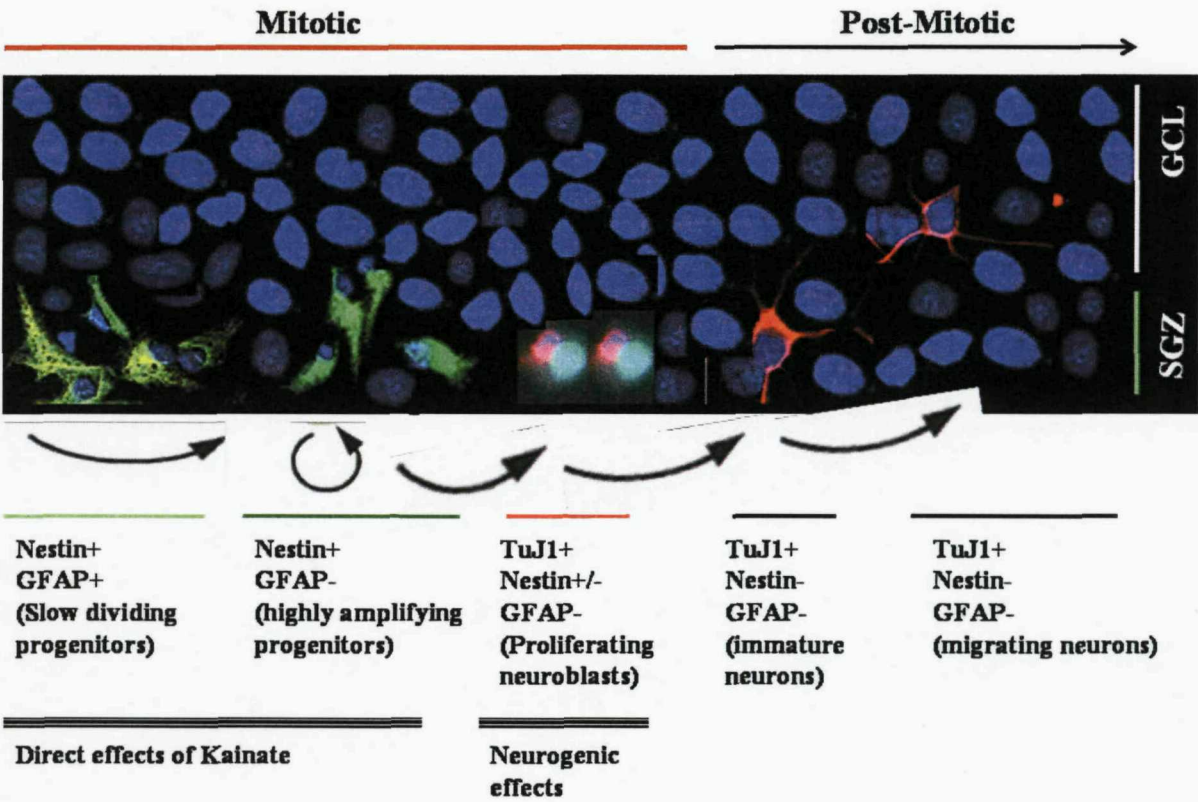 Mitotic
Post-Mitotic
GCL
SGZ
Nestin+
GFAP+
(Slow dividing
progenitors)
Nestin+
GFAP-
(highly amplifying
progenitors)
TuJ1+
Nestin+/-
GFAP-
(Proliferating
neuroblasts)
TuJ1+
Nestin-
GFAP-
(immature
neurons)
TuJ1+
Nestin-
GFAP-
(migrating neurons)
Direct effects of Kainate
Neurogenic
effects